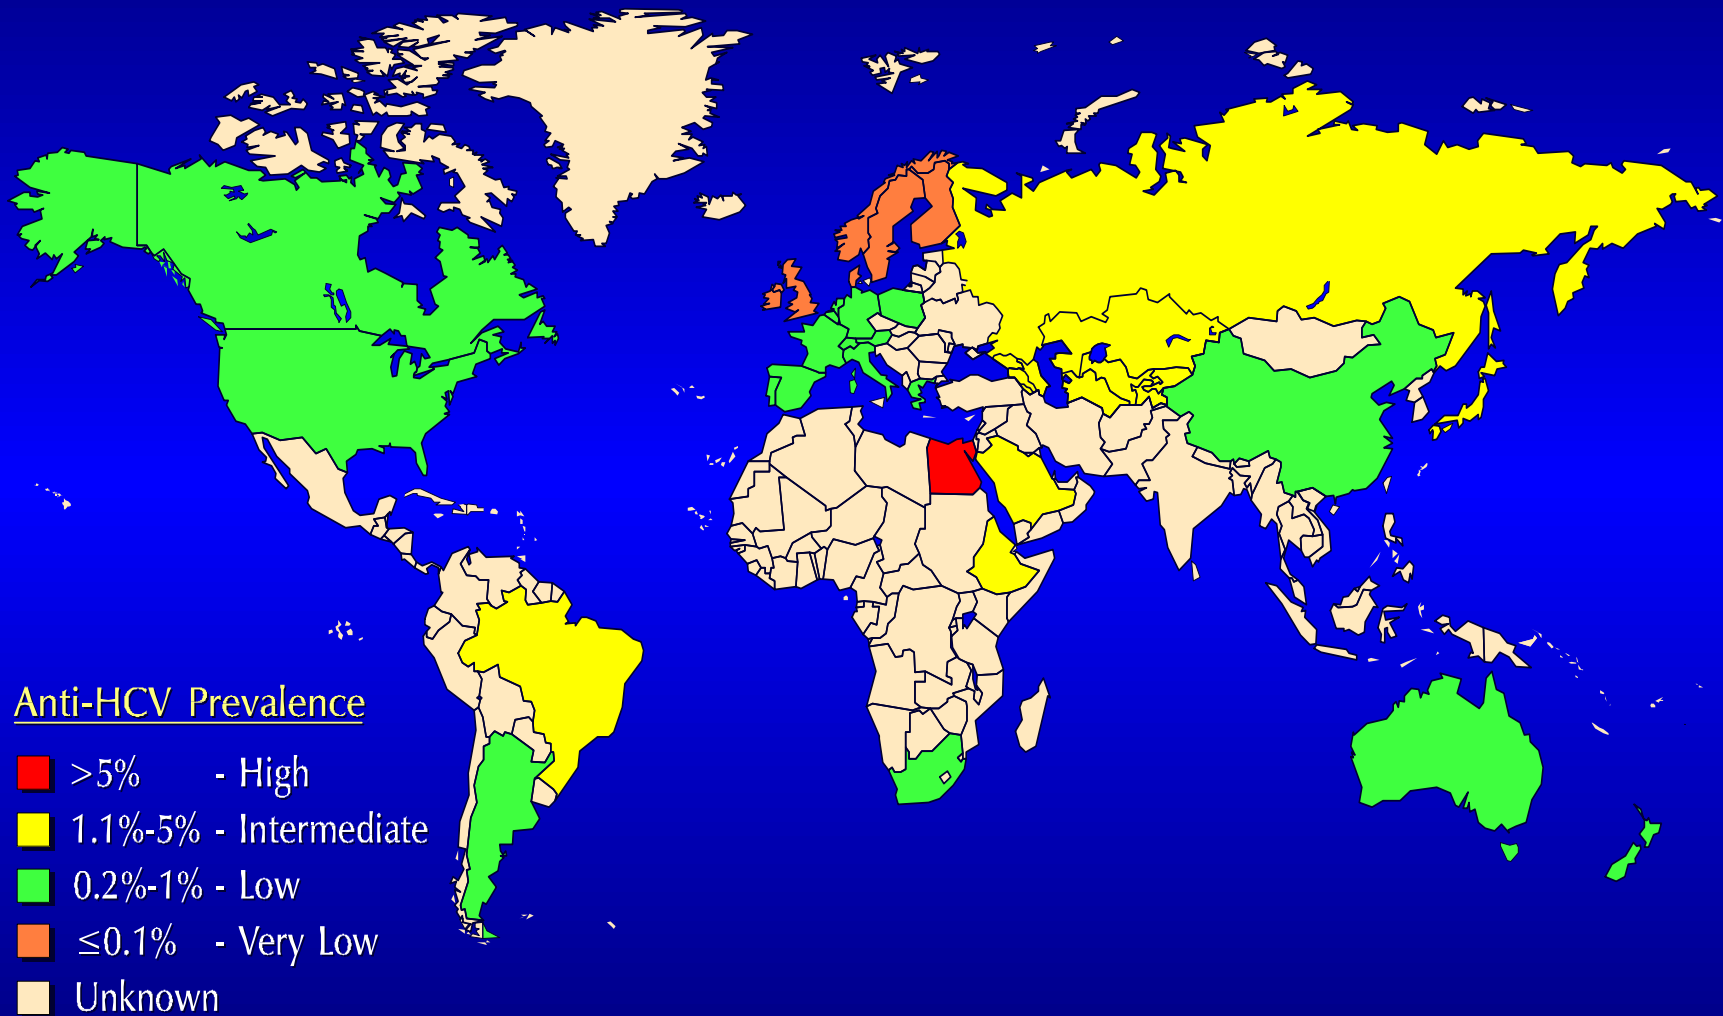 Anti-HCV Prevalence
>5% - High
1.1%-5% - Intermediate
0.2%-1% - Low
≤0.1% - Very Low
Unknown